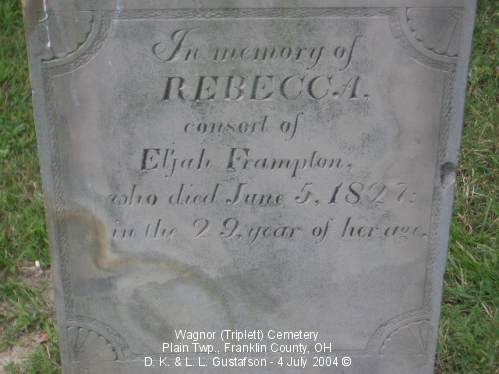 In memory of
REBECCA.
consort of
Eljah Frampton.
who died June 5, 1827:
in the 29, year of her age.
Wagnor (Triplett) Cemetery
Plain Twp., Franklin County, OH
D. K. & L. L. Gustafson - 4 July 2004 ©